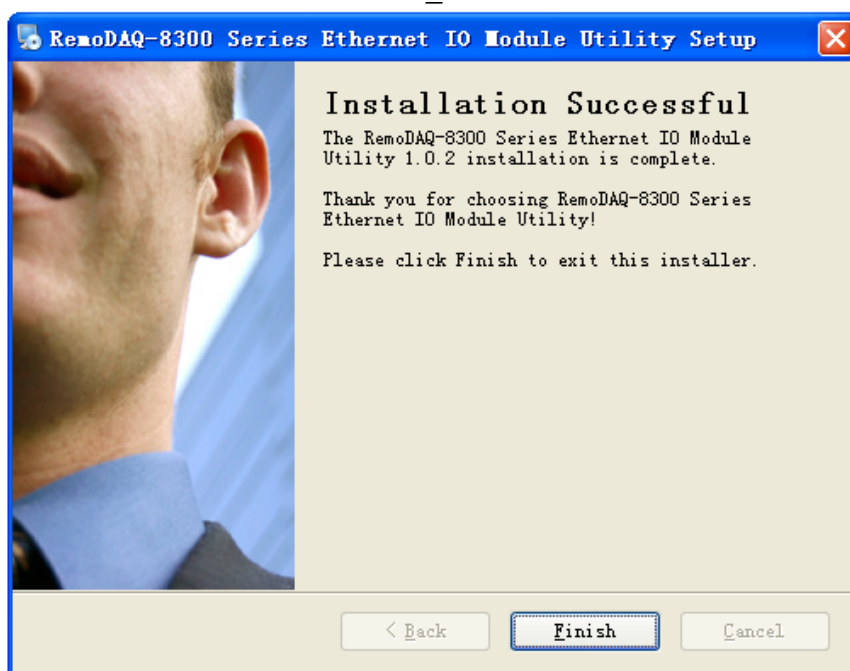 RemoDAQ-8300 Series Ethernet IO Module Utility Setup
Installation Successful
The RemoDAQ-8300 Series Ethernet IO Module
Utility 1.0.2 installation is complete.
Thank you for choosing RemoDAQ-8300 Series
Ethernet IO Module Utility!
Please click Finish to exit this installer.
< Back
Finish
Cancel